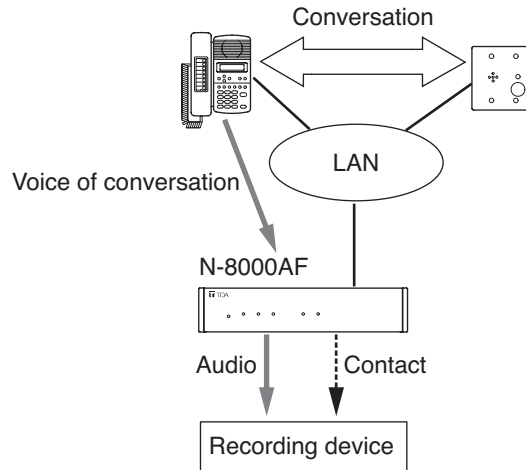 Conversation
LAN
Voice of conversation
N-8000AF
TOA
Audio
Contact
Recording device